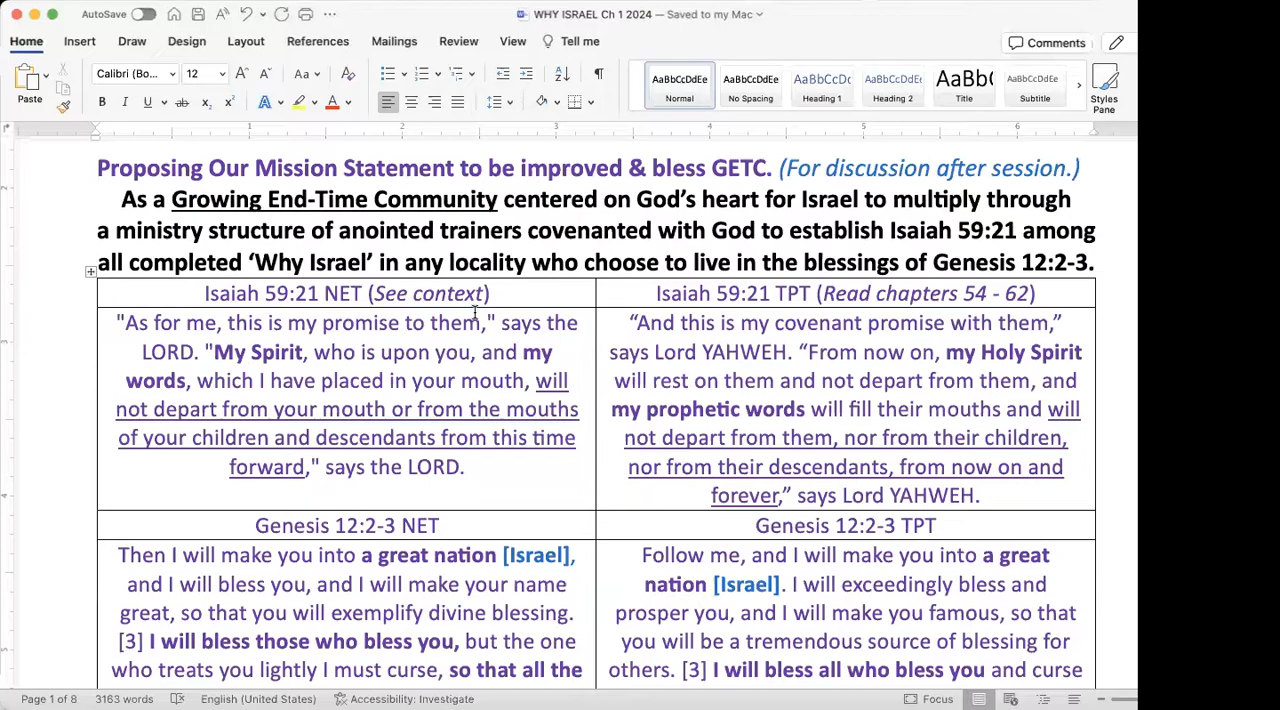 AutoSave
WHY ISRAEL Ch 1 2024 — Saved to my Mac
Home Insert Draw Design Layout References Mailings Review View Tell me Comments
Paste Calibri (Bo... 12 Aa
B I U ab x₂ x² A A
AaBbCcDdEe AaBbCcDdEe AaBbCcDc AaBbCcDdEe AaBb( AaBbCcDdEe
Normal No Spacing Heading 1 Heading 2 Title Subtitle Styles Pane
1 2 3 4 5 6
Proposing Our Mission Statement to be improved & bless GETC. (For discussion after session.)
As a Growing End-Time Community centered on God's heart for Israel to multiply through
a ministry structure of anointed trainers covenanted with God to establish Isaiah 59:21 among
all completed ‘Why Israel’ in any locality who choose to live in the blessings of Genesis 12:2-3.
Isaiah 59:21 NET (See context)
"As for me, this is my promise to them," says the
LORD. "My Spirit, who is upon you, and my
words, which I have placed in your mouth, will
not depart from your mouth or from the mouths
of your children and descendants from this time
forward," says the LORD.
Isaiah 59:21 TPT (Read chapters 54 - 62)
“And this is my covenant promise with them,”
says Lord YAHWEH. “From now on, my Holy Spirit
will rest on them and not depart from them, and
my prophetic words will fill their mouths and will
not depart from them, nor from their children,
nor from their descendants, from now on and
forever,” says Lord YAHWEH.
Genesis 12:2-3 NET
Then I will make you into a great nation [Israel],
and I will bless you, and I will make your name
great, so that you will exemplify divine blessing.
[3] I will bless those who bless you, but the one
who treats you lightly I must curse, so that all the
Genesis 12:2-3 TPT
Follow me, and I will make you into a great
nation [Israel]. I will exceedingly bless and
prosper you, and I will make you famous, so that
you will be a tremendous source of blessing for
others. [3] I will bless all who bless you and curse
Page 1 of 8 3163 words English (United States) Accessibility: Investigate Focus